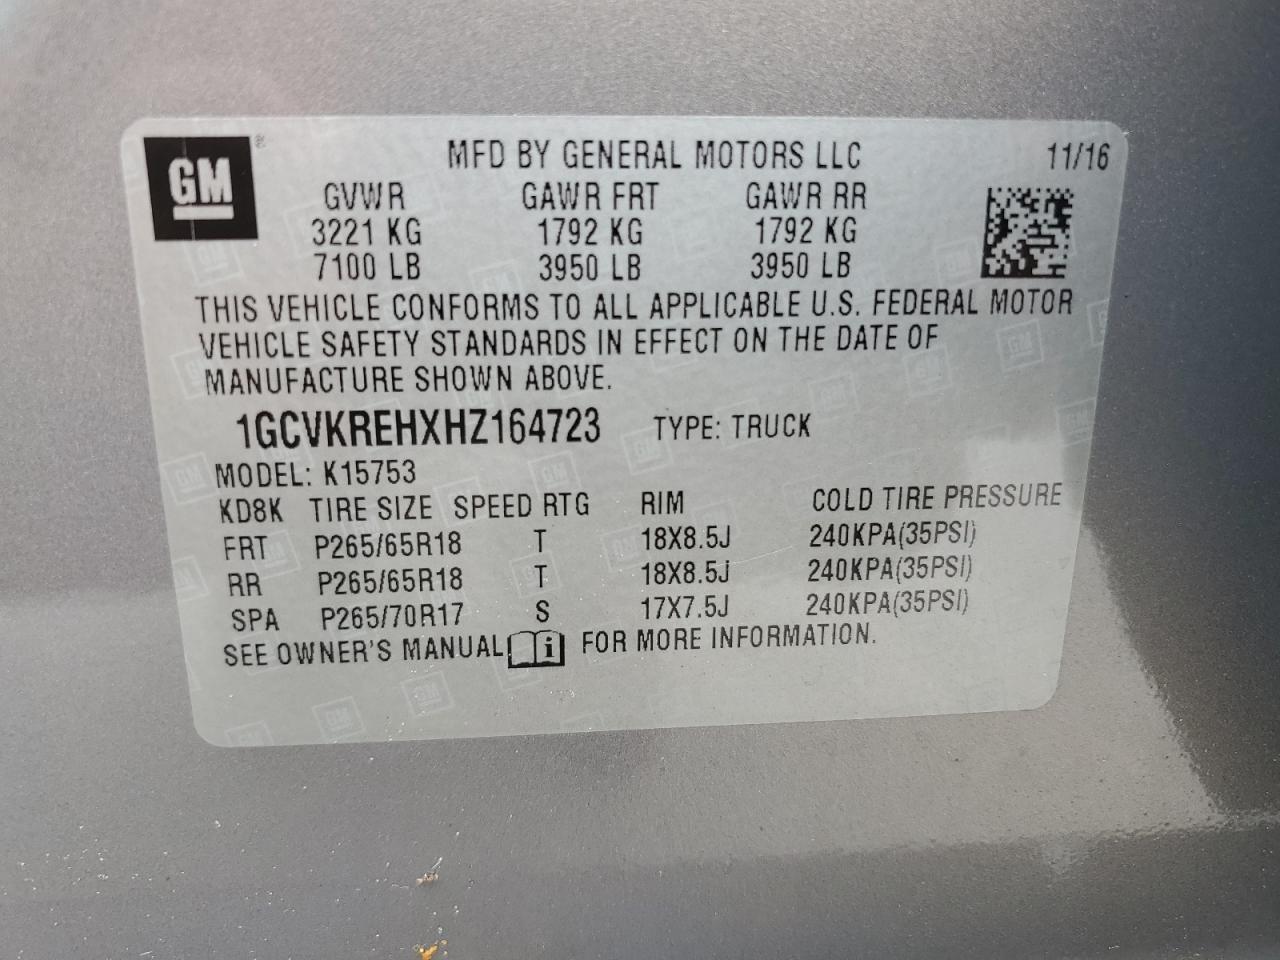 GM ® MFD BY GENERAL MOTORS LLC 11/16
GVWR GAWR FRT GAWR RR
3221 KG 1792 KG 1792 KG
7100 LB 3950 LB 3950 LB
THIS VEHICLE CONFORMS TO ALL APPLICABLE U.S. FEDERAL MOTOR
VEHICLE SAFETY STANDARDS IN EFFECT ON THE DATE OF
MANUFACTURE SHOWN ABOVE.
1GCVKREHXHZ164723 TYPE: TRUCK
MODEL: K15753
KD8K TIRE SIZE SPEED RTG RIM COLD TIRE PRESSURE
FRT P265/65R18 T 18X8.5J 240KPA(35PSI)
RR P265/65R18 T 18X8.5J 240KPA(35PSI)
SPA P265/70R17 S 17X7.5J 240KPA(35PSI)
SEE OWNER'S MANUAL i FOR MORE INFORMATION.